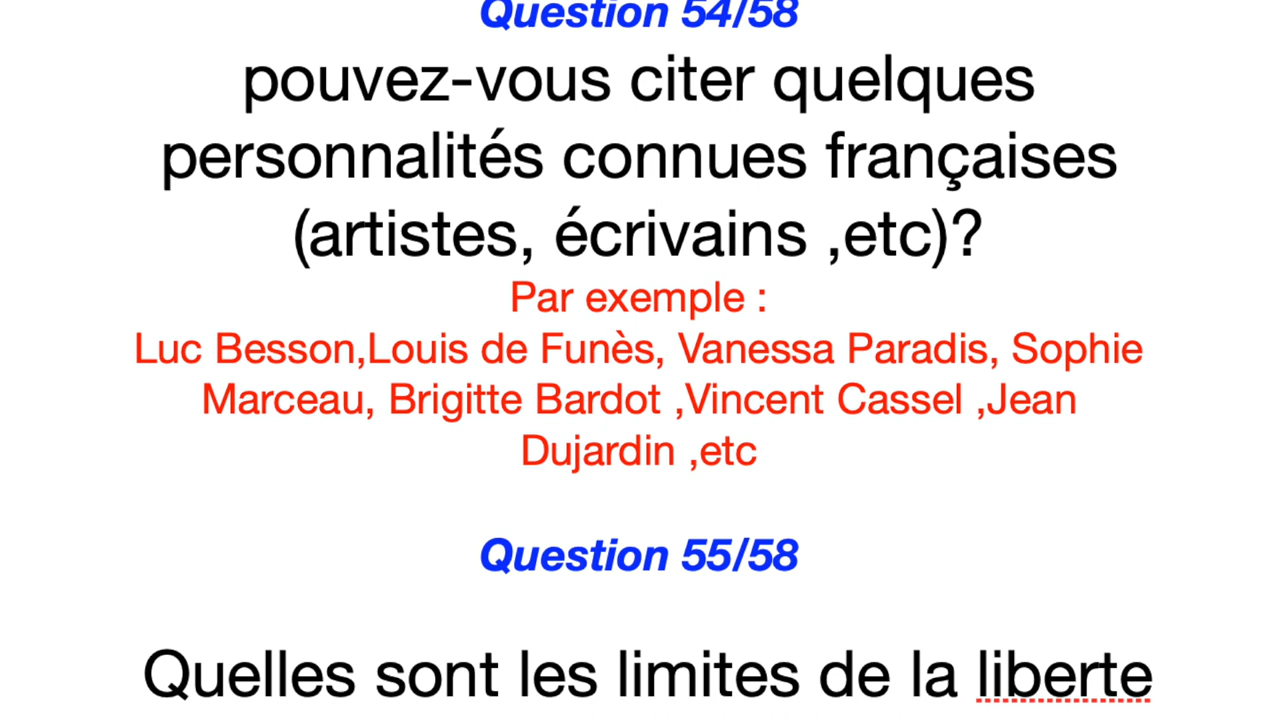 Question 54/58
pouvez-vous citer quelques
personnalités connues françaises
(artistes, écrivains ,etc)?
Par exemple :
Luc Besson,Louis de Funès, Vanessa Paradis, Sophie
Marceau, Brigitte Bardot ,Vincent Cassel ,Jean
Dujardin ,etc
Question 55/58
Quelles sont les limites de la liberte